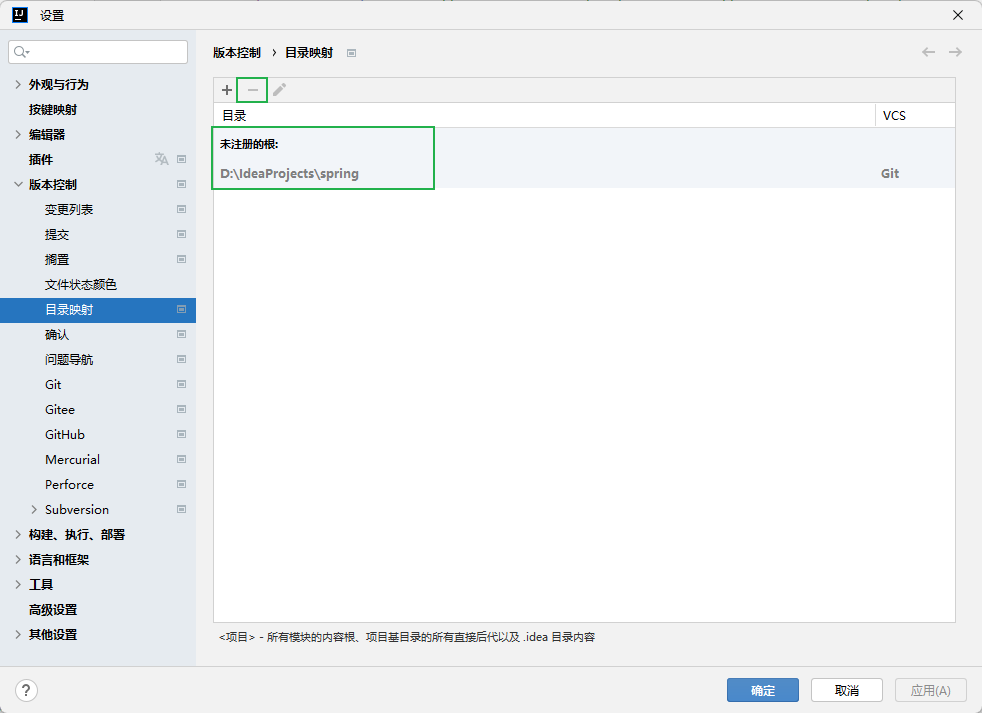 设置
版本控制 › 目录映射
外观与行为
按键映射
编辑器
插件
版本控制
变更列表
提交
搁置
文件状态颜色
目录映射
确认
问题导航
Git
Gitee
GitHub
Mercurial
Perforce
Subversion
构建、执行、部署
语言和框架
工具
高级设置
其他设置
目录 VCS
未注册的根:
D:\IdeaProjects\spring Git
<项目> - 所有模块的内容根、项目基目录的所有直接后代以及 .idea 目录内容
? 确定 取消 应用(A)